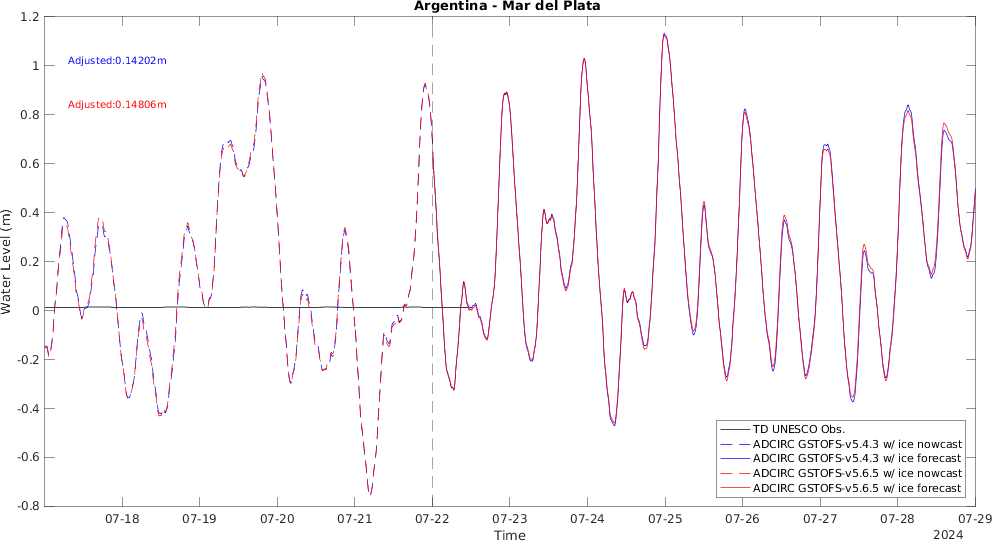 Argentina - Mar del Plata
1.2
1
0.8
0.6
0.4
0.2
0
-0.2
-0.4
-0.6
-0.8
Water Level (m)
Adjusted:0.14202m
Adjusted:0.14806m
TD UNESCO Obs.
ADCIRC GSTOFS-v5.4.3 w/ ice nowcast
ADCIRC GSTOFS-v5.4.3 w/ ice forecast
ADCIRC GSTOFS-v5.6.5 w/ ice nowcast
ADCIRC GSTOFS-v5.6.5 w/ ice forecast
07-18 07-19 07-20 07-21 07-22 07-23 07-24 07-25 07-26 07-27 07-28 07-29
Time
2024